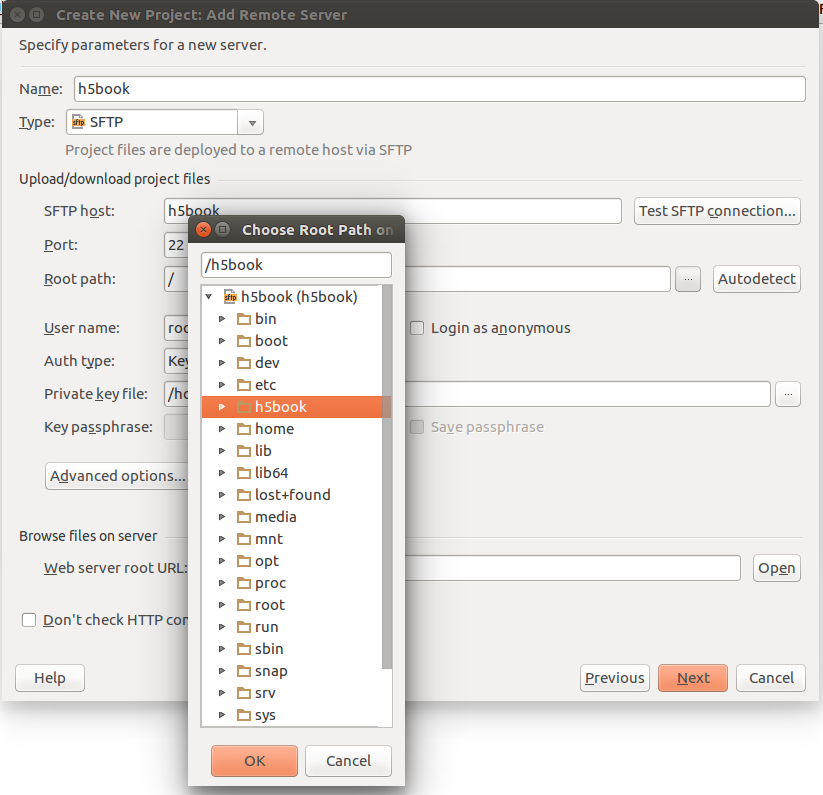 Create New Project: Add Remote Server
Specify parameters for a new server.
Name: h5book
Type: sftp SFTP
Project files are deployed to a remote host via SFTP
Upload/download project files
SFTP host: h5book Test SFTP connection...
Port: 22
Root path: / ... Autodetect
User name: roo Login as anonymous
Auth type: Key
Private key file: /ho ...
Key passphrase: Save passphrase
Advanced options...
Browse files on server
Web server root URL: Open
Don't check HTTP con
Help Previous Next Cancel
Choose Root Path on
/h5book
sftp h5book (h5book)
bin
boot
dev
etc
h5book
home
lib
lib64
lost+found
media
mnt
opt
proc
root
run
sbin
snap
srv
sys
OK Cancel